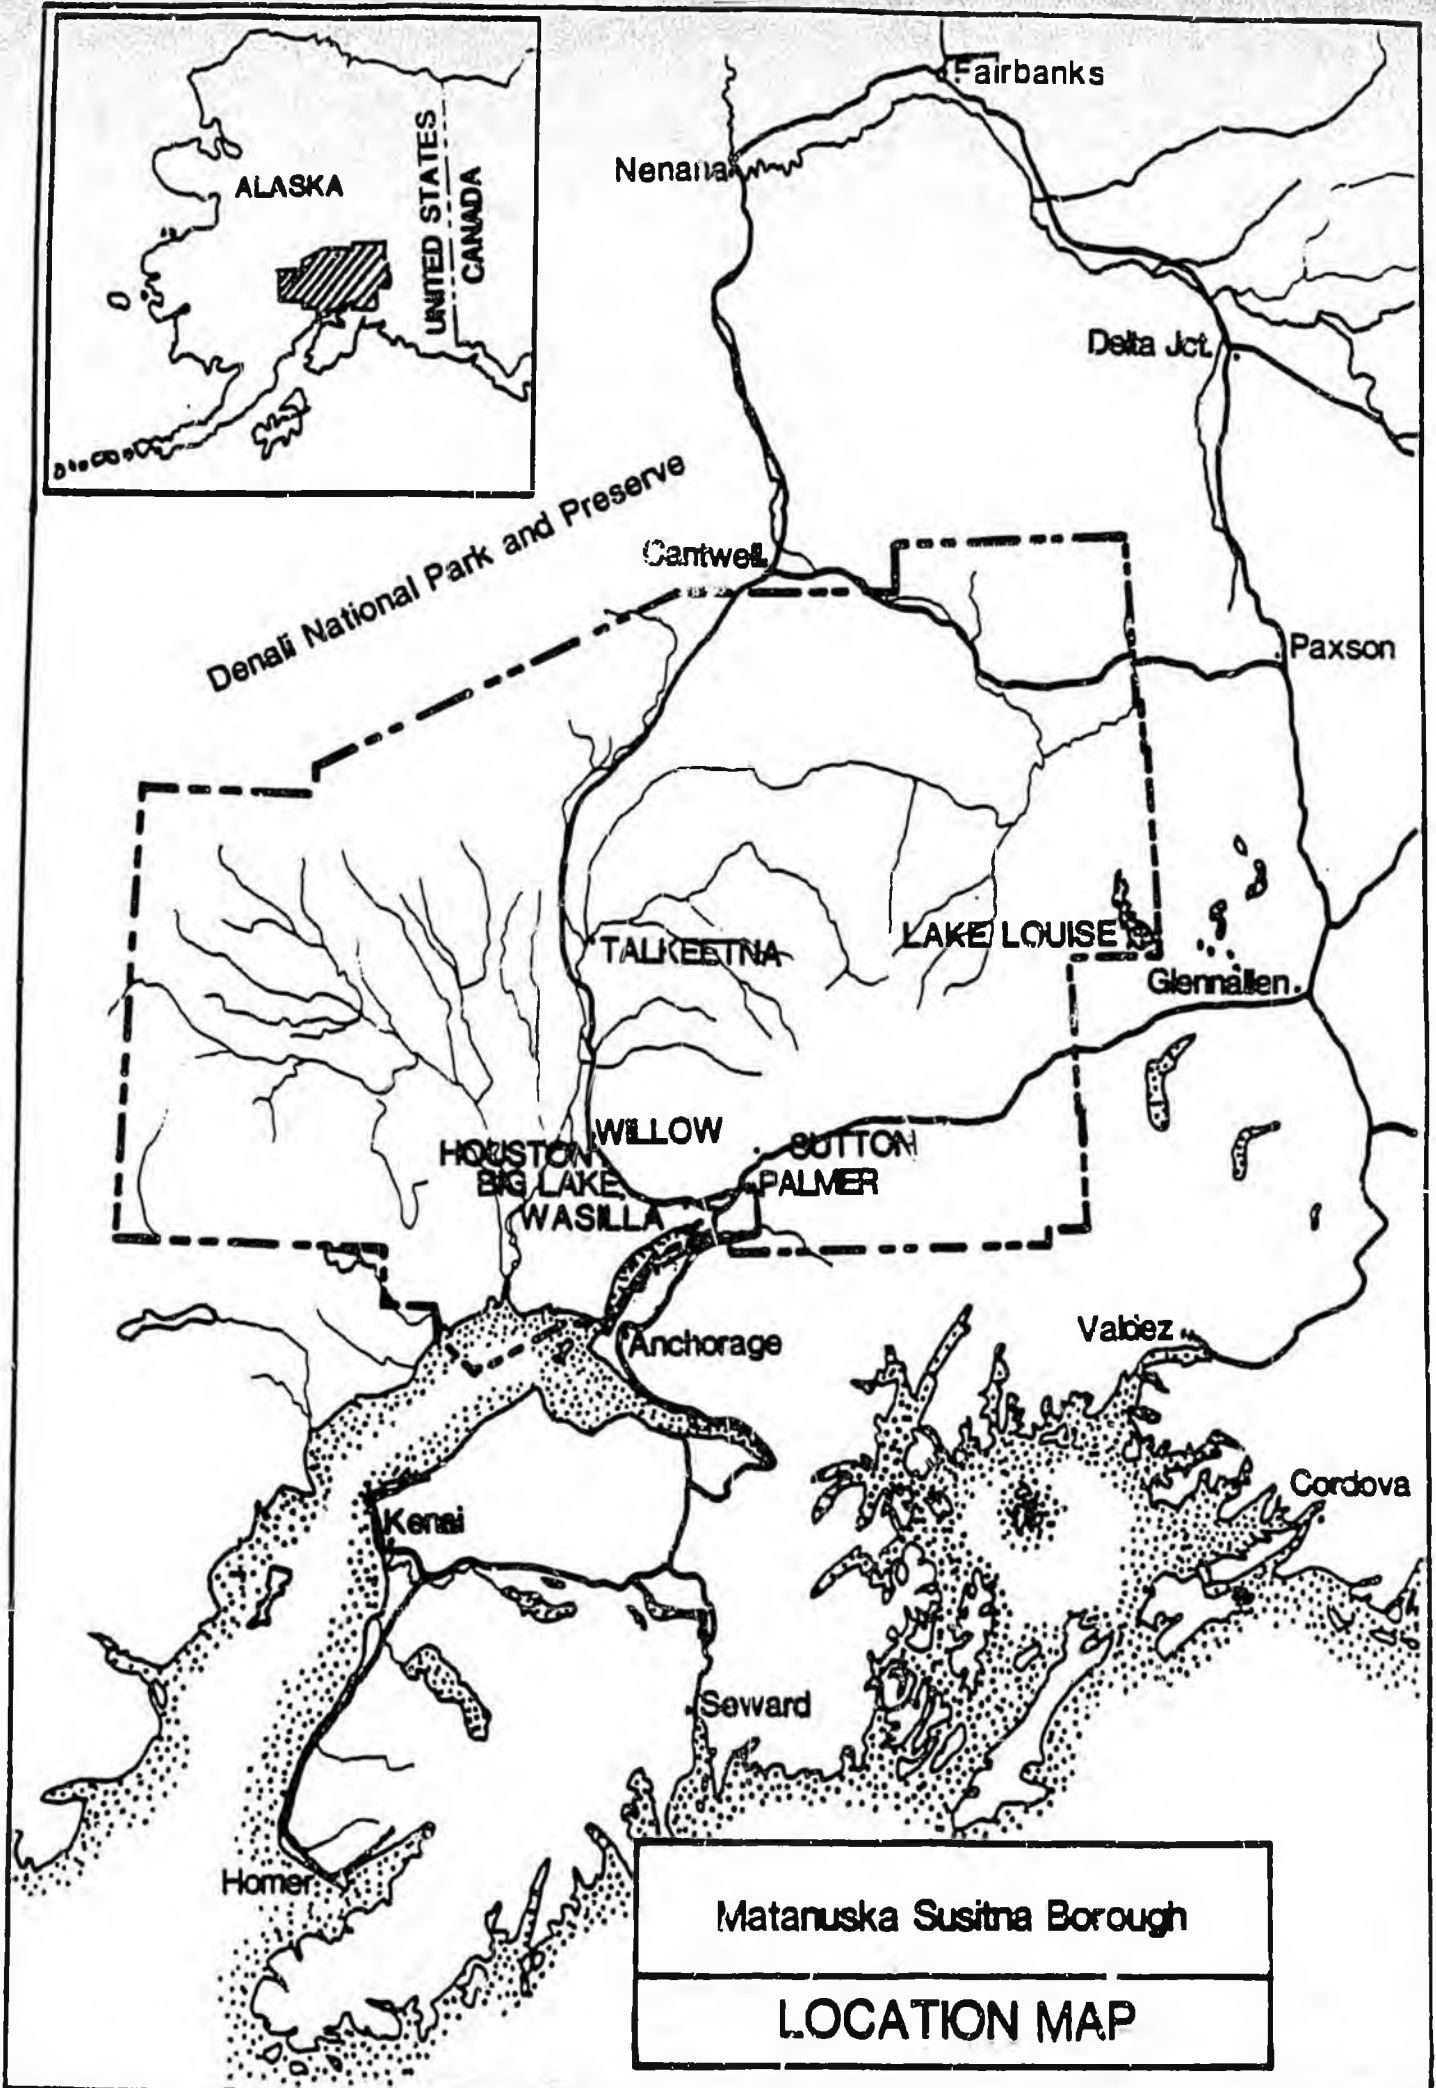 Fairbanks
Nenana
ALASKA
UNITED STATES
CANADA
Delta Jct.
Denali National Park and Preserve
Cantwell
Paxson
TALKEETNA
LAKE LOUISE
Glennallen
WILLOW
HOUSTON
SUTTON
BIG LAKE
PALMER
WASILLA
Anchorage
Valdez
Cordova
Kenai
Seward
Homer
Matanuska Susitna Borough
LOCATION MAP